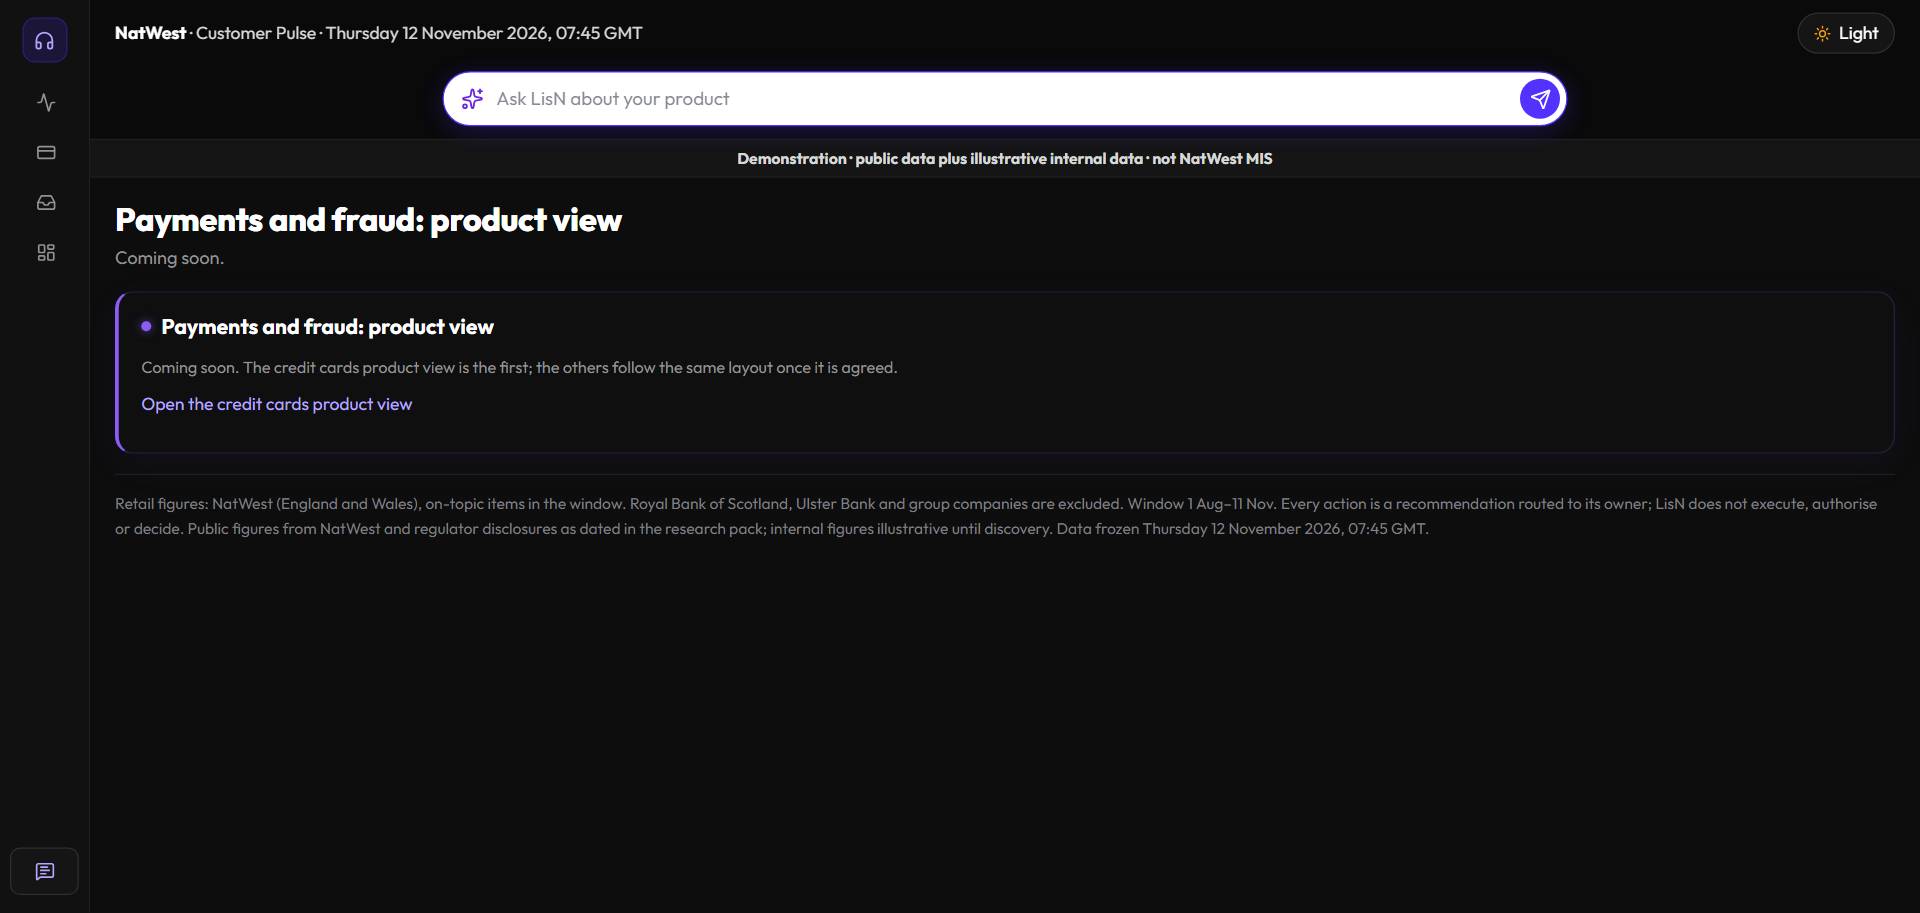 NatWest · Customer Pulse · Thursday 12 November 2026, 07:45 GMT
Light
Ask LisN about your product
Demonstration · public data plus illustrative internal data · not NatWest MIS
Payments and fraud: product view
Coming soon.
Payments and fraud: product view
Coming soon. The credit cards product view is the first; the others follow the same layout once it is agreed.
Open the credit cards product view
Retail figures: NatWest (England and Wales), on-topic items in the window. Royal Bank of Scotland, Ulster Bank and group companies are excluded. Window 1 Aug–11 Nov. Every action is a recommendation routed to its owner; LisN does not execute, authorise
or decide. Public figures from NatWest and regulator disclosures as dated in the research pack; internal figures illustrative until discovery. Data frozen Thursday 12 November 2026, 07:45 GMT.